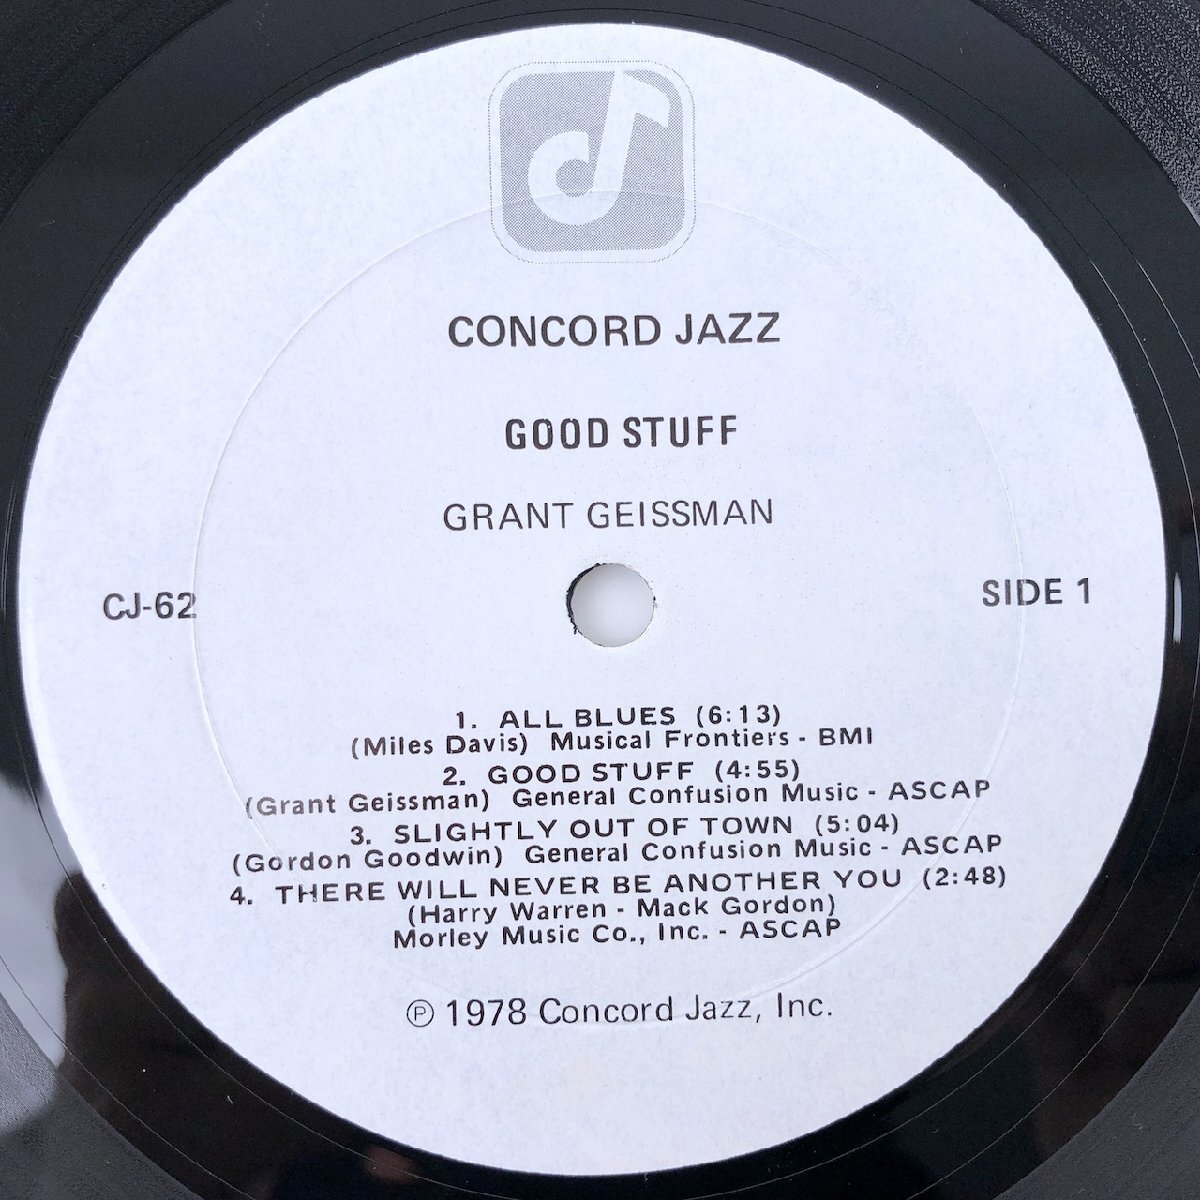 CONCORD JAZZ
GOOD STUFF
GRANT GEISSMAN
CJ-62
SIDE 1
1. ALL BLUES (6:13)
(Miles Davis) Musical Frontiers - BMI
2. GOOD STUFF (4:55)
(Grant Geissman) General Confusion Music - ASCAP
3. SLIGHTLY OUT OF TOWN (5:04)
(Gordon Goodwin) General Confusion Music - ASCAP
4. THERE WILL NEVER BE ANOTHER YOU (2:48)
(Harry Warren - Mack Gordon)
Morley Music Co., Inc. - ASCAP
Ⓟ 1978 Concord Jazz, Inc.